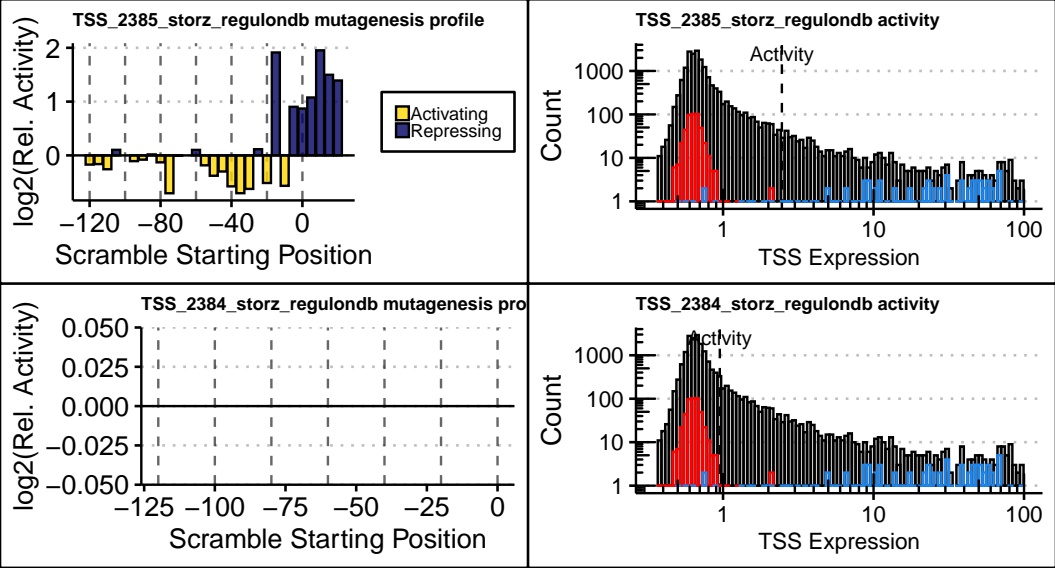 TSS_2385_storz_regulondb mutagenesis profile
log2(Rel. Activity)
2
1
0
−120
−80
−40
0
Scramble Starting Position
Activating
Repressing
TSS_2385_storz_regulondb activity
Activity
Count
1000
100
10
1
1
10
100
TSS Expression
TSS_2384_storz_regulondb mutagenesis pro
log2(Rel. Activity)
0.050
0.025
0.000
−0.025
−0.050
−125
−100
−75
−50
−25
0
Scramble Starting Position
TSS_2384_storz_regulondb activity
Activity
Count
1000
100
10
1
1
10
100
TSS Expression